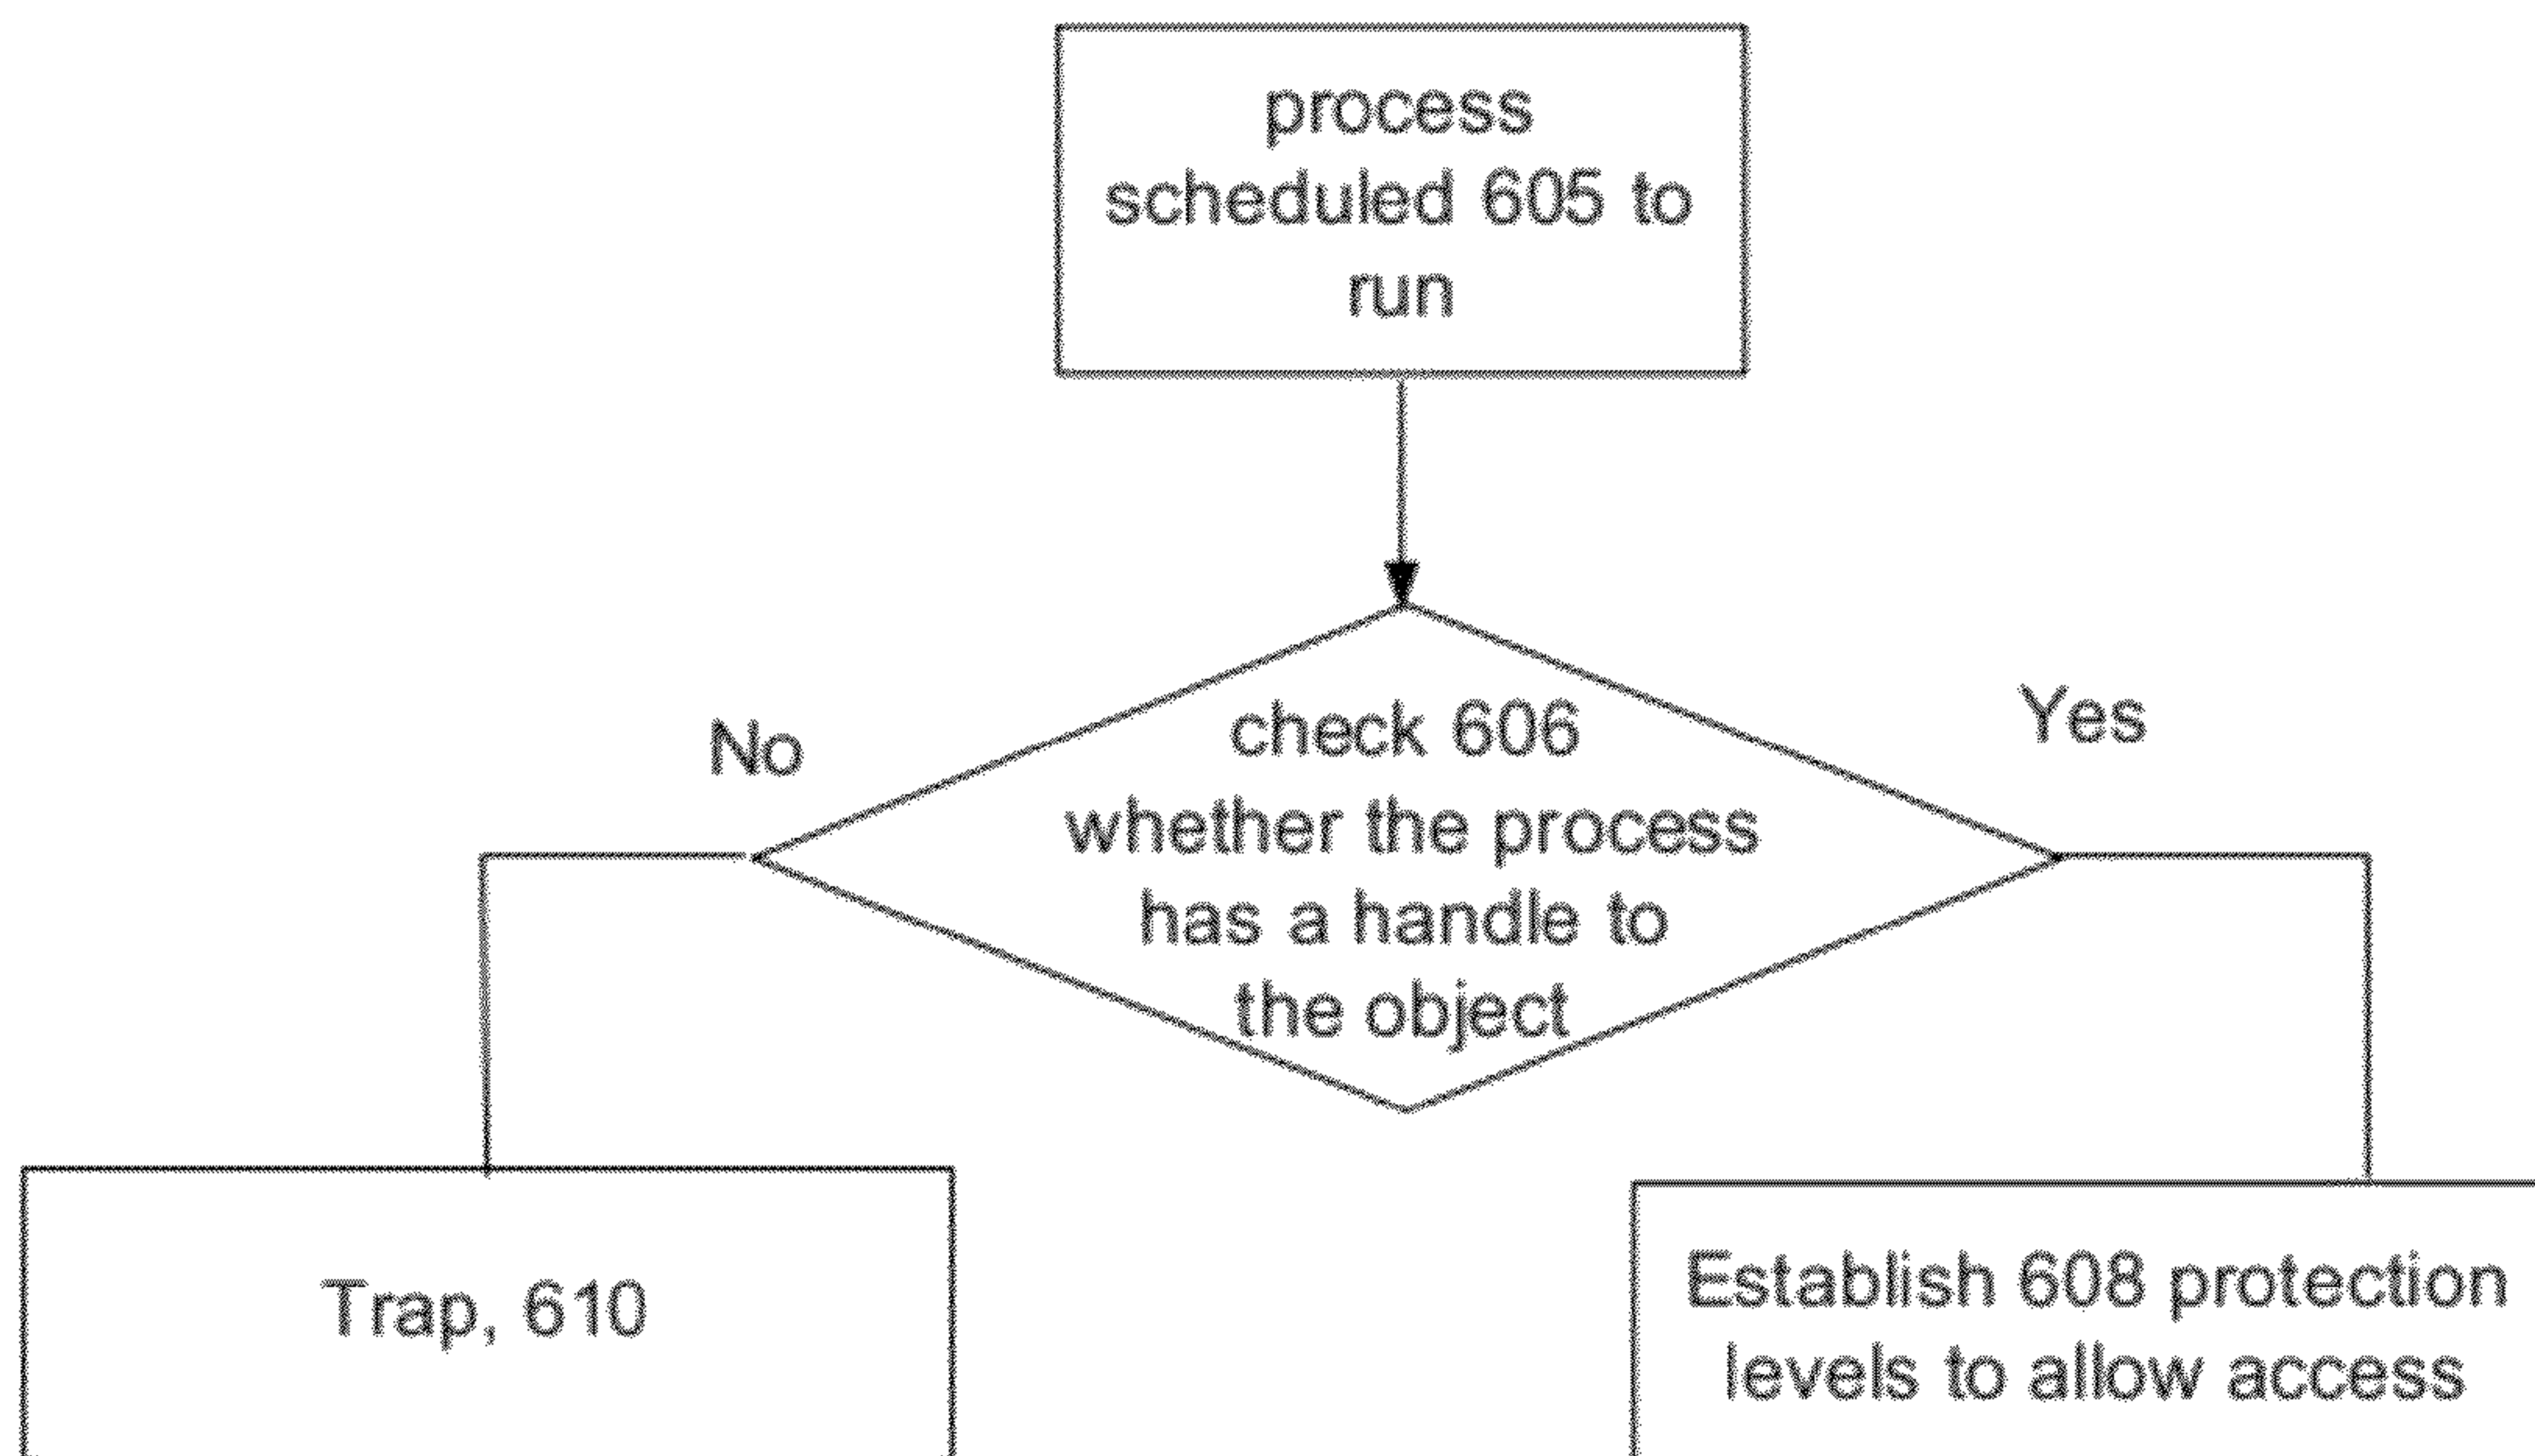 process
scheduled 605 to
run
No
Yes
check 606
whether the process
has a handle to
the object
Trap, 610
Establish 608 protection
levels to allow access